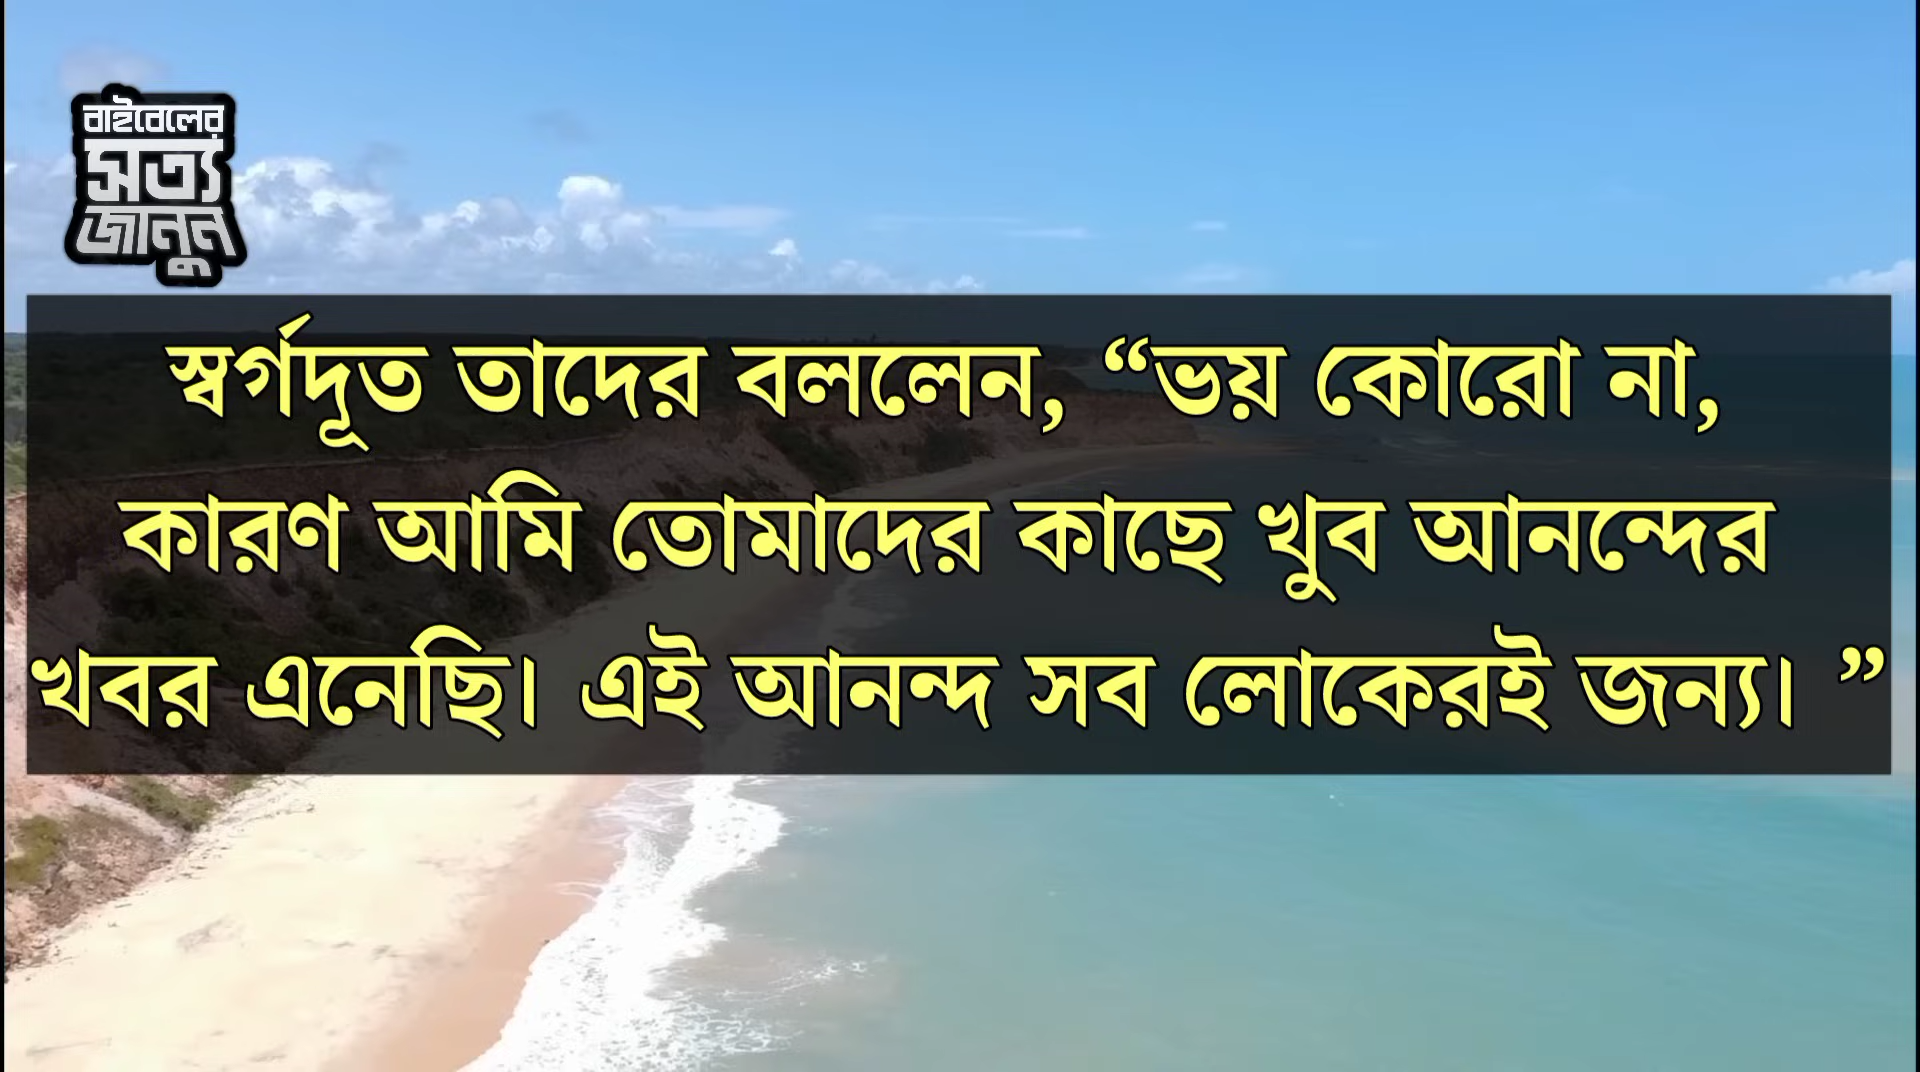 বাইবেলের
সত্য
জানুন
স্বর্গদূত তাদের বললেন, “ভয় কোরো না,
কারণ আমি তোমাদের কাছে খুব আনন্দের
খবর এনেছি। এই আনন্দ সব লোকেরই জন্য। ”